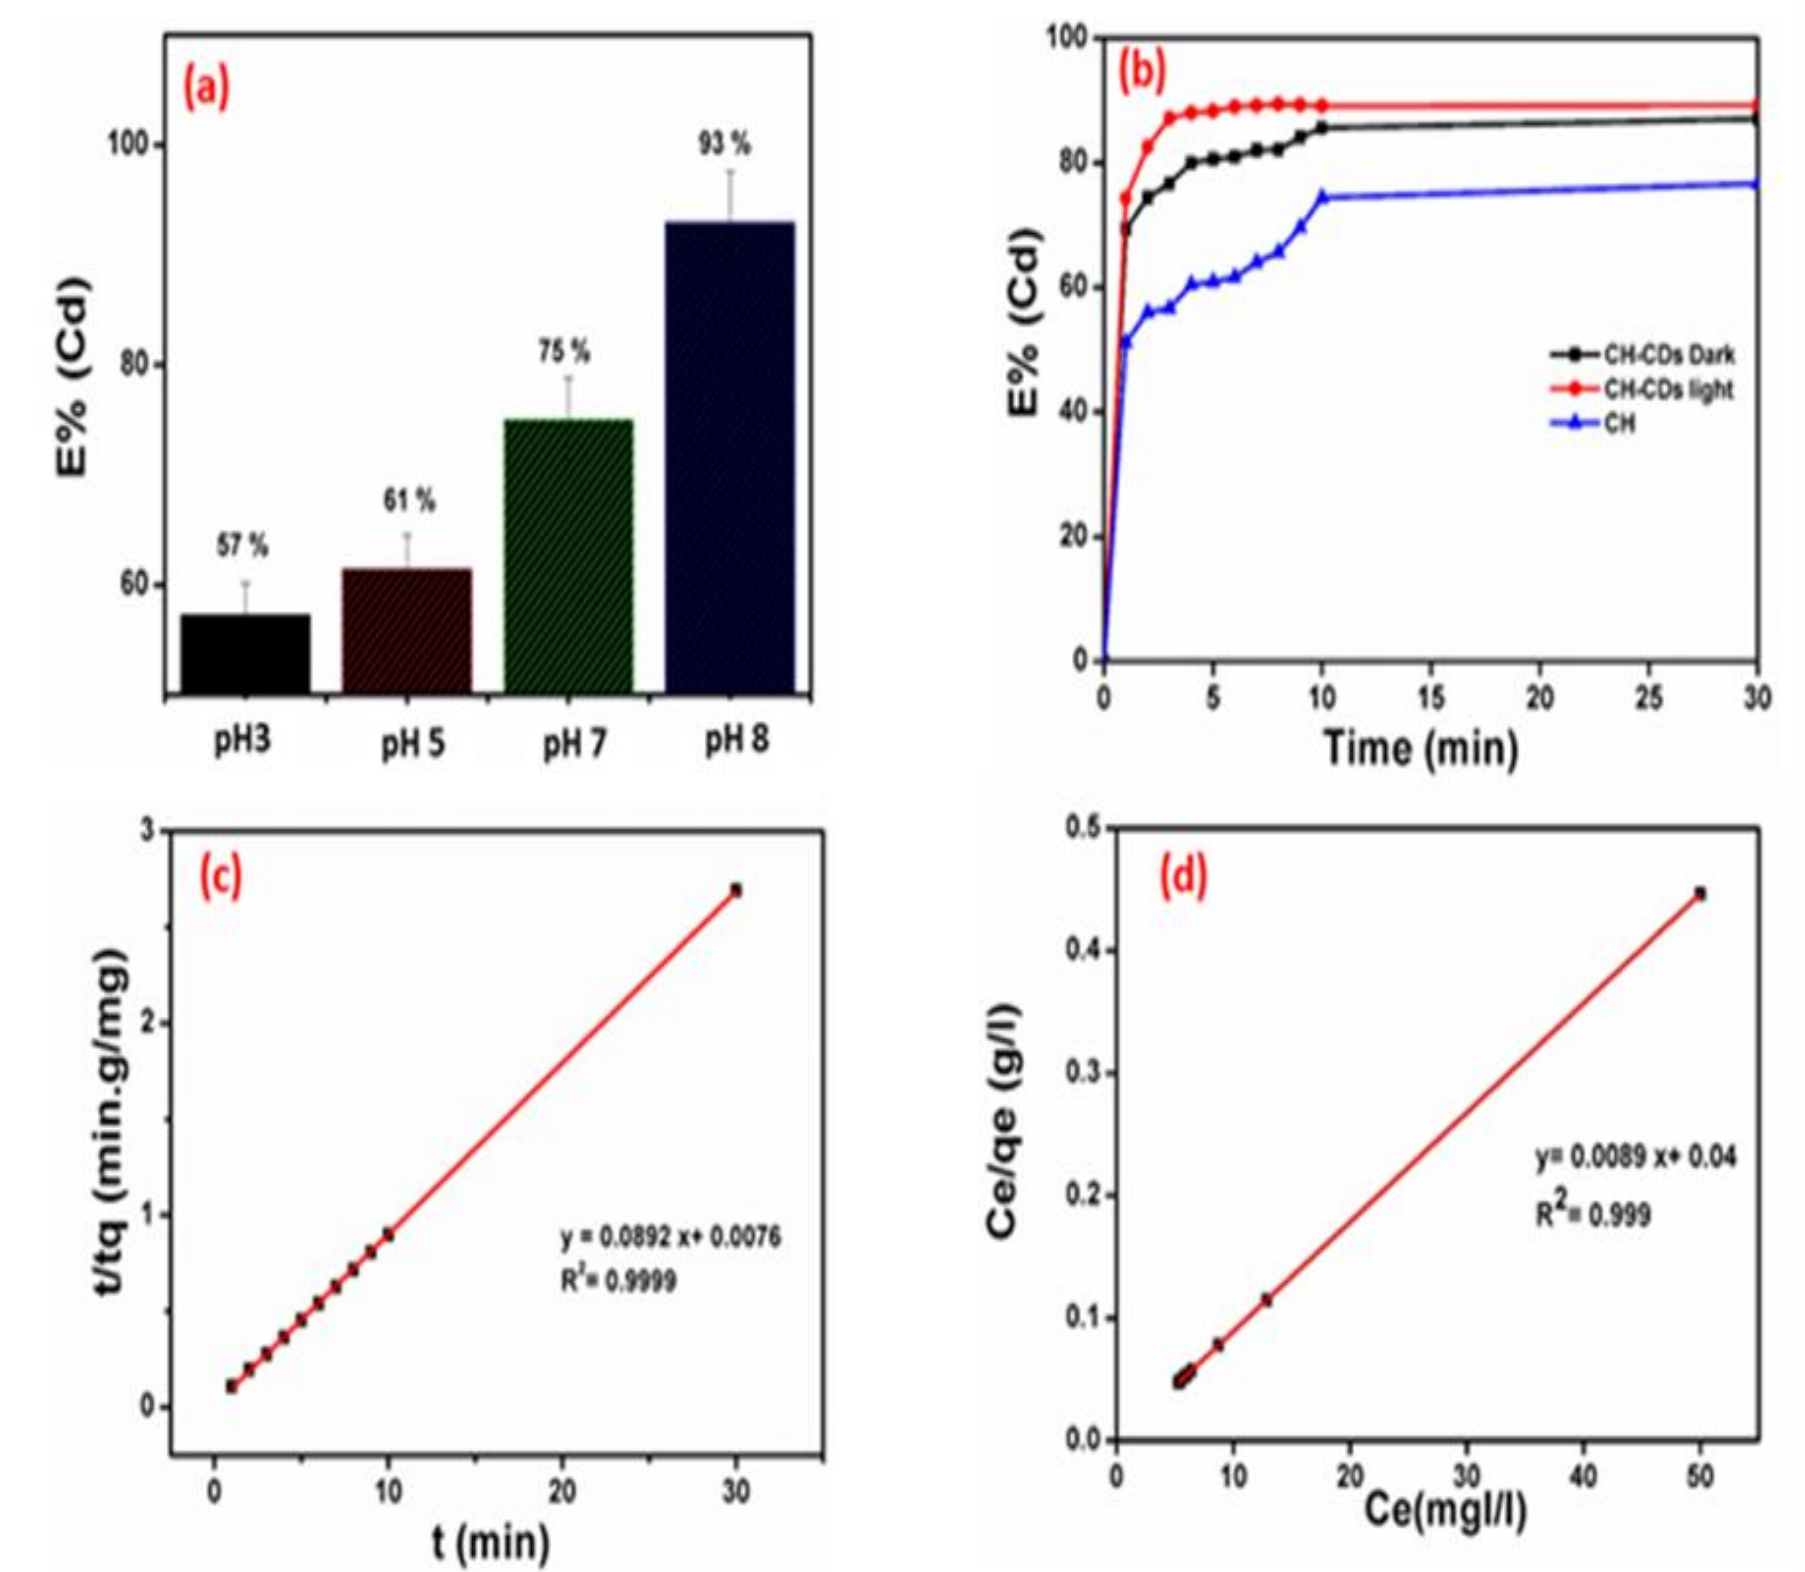 (a)
E% (Cd)
100
80
60
57 %
61 %
75 %
93 %
pH3
pH 5
pH 7
pH 8
(b)
E% (Cd)
100
80
60
40
20
0
CH-CDs Dark
CH-CDs light
CH
0 5 10 15 20 25 30
Time (min)
(c)
t/tq (min.g/mg)
3
2
1
0
y = 0.0892 x+ 0.0076
R²= 0.9999
0 10 20 30
t (min)
(d)
Ce/qe (g/l)
0.5
0.4
0.3
0.2
0.1
0.0
y= 0.0089 x+ 0.04
R²= 0.999
0 10 20 30 40 50
Ce(mgl/l)